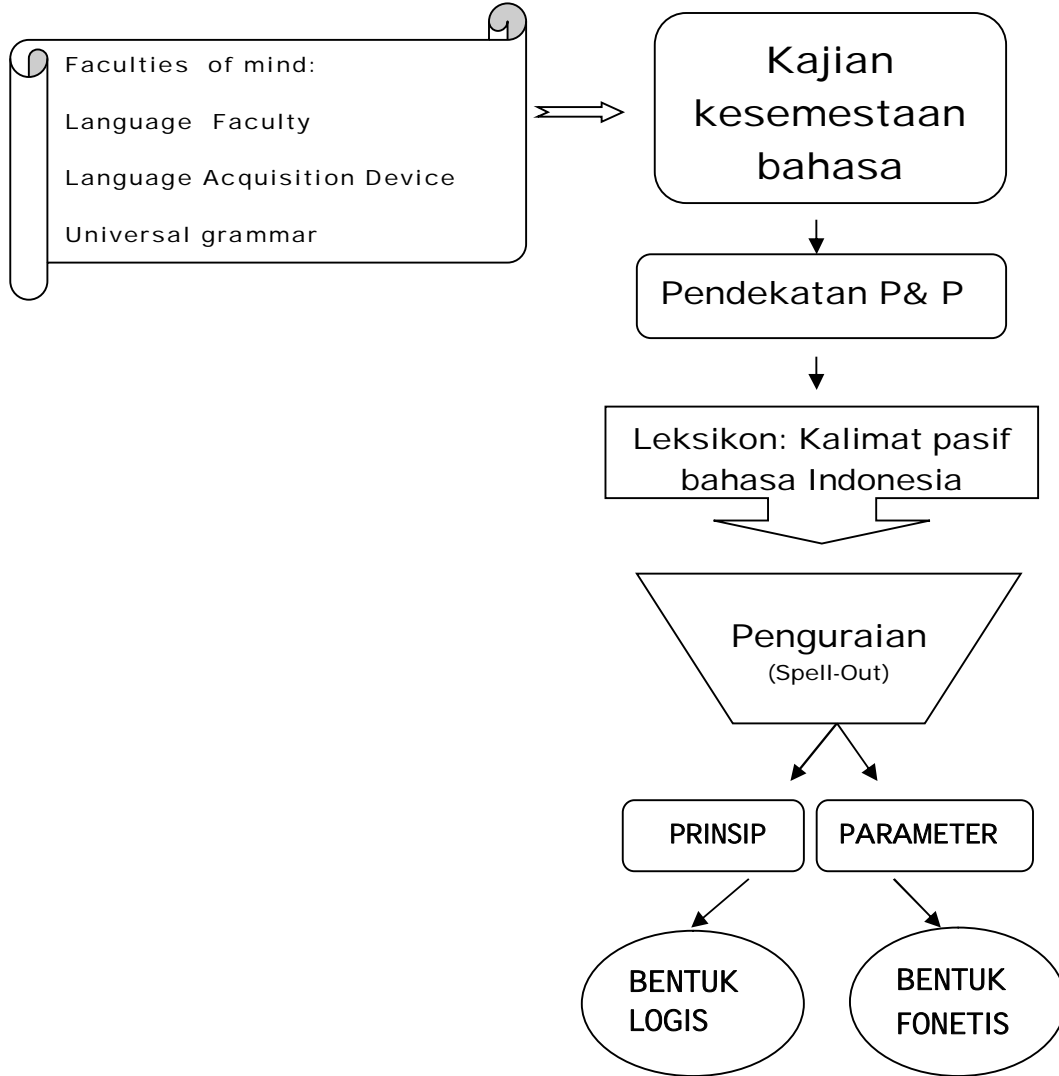 Faculties of mind:
Language Faculty
Language Acquisition Device
Universal grammar
Kajian
kesemestaan
bahasa
Pendekatan P& P
Leksikon: Kalimat pasif
bahasa Indonesia
Penguraian
(Spell-Out)
PRINSIP
PARAMETER
BENTUK
LOGIS
BENTUK
FONETIS